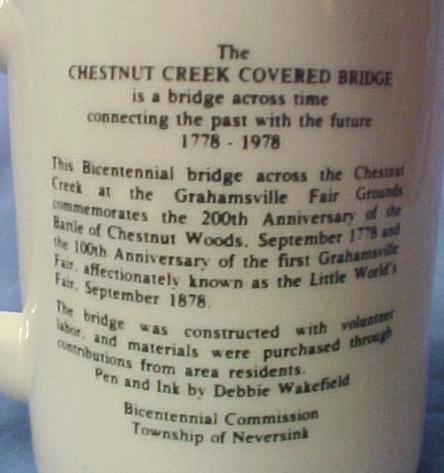 The
CHESTNUT CREEK COVERED BRIDGE
is a bridge across time
connecting the past with the future
1778 - 1978
This Bicentennial bridge across the Chestnut
Creek at the Grahamsville Fair Grounds
commemorates the 200th Anniversary of the
Battle of Chestnut Woods, September 1778 and
the 100th Anniversary of the first Grahamsville
Fair, affectionately known as the Little World's
Fair, September 1878.
The bridge was constructed with volunteer
labor, and materials were purchased through
contributions from area residents.
Pen and Ink by Debbie Wakefield
Bicentennial Commission
Township of Neversink